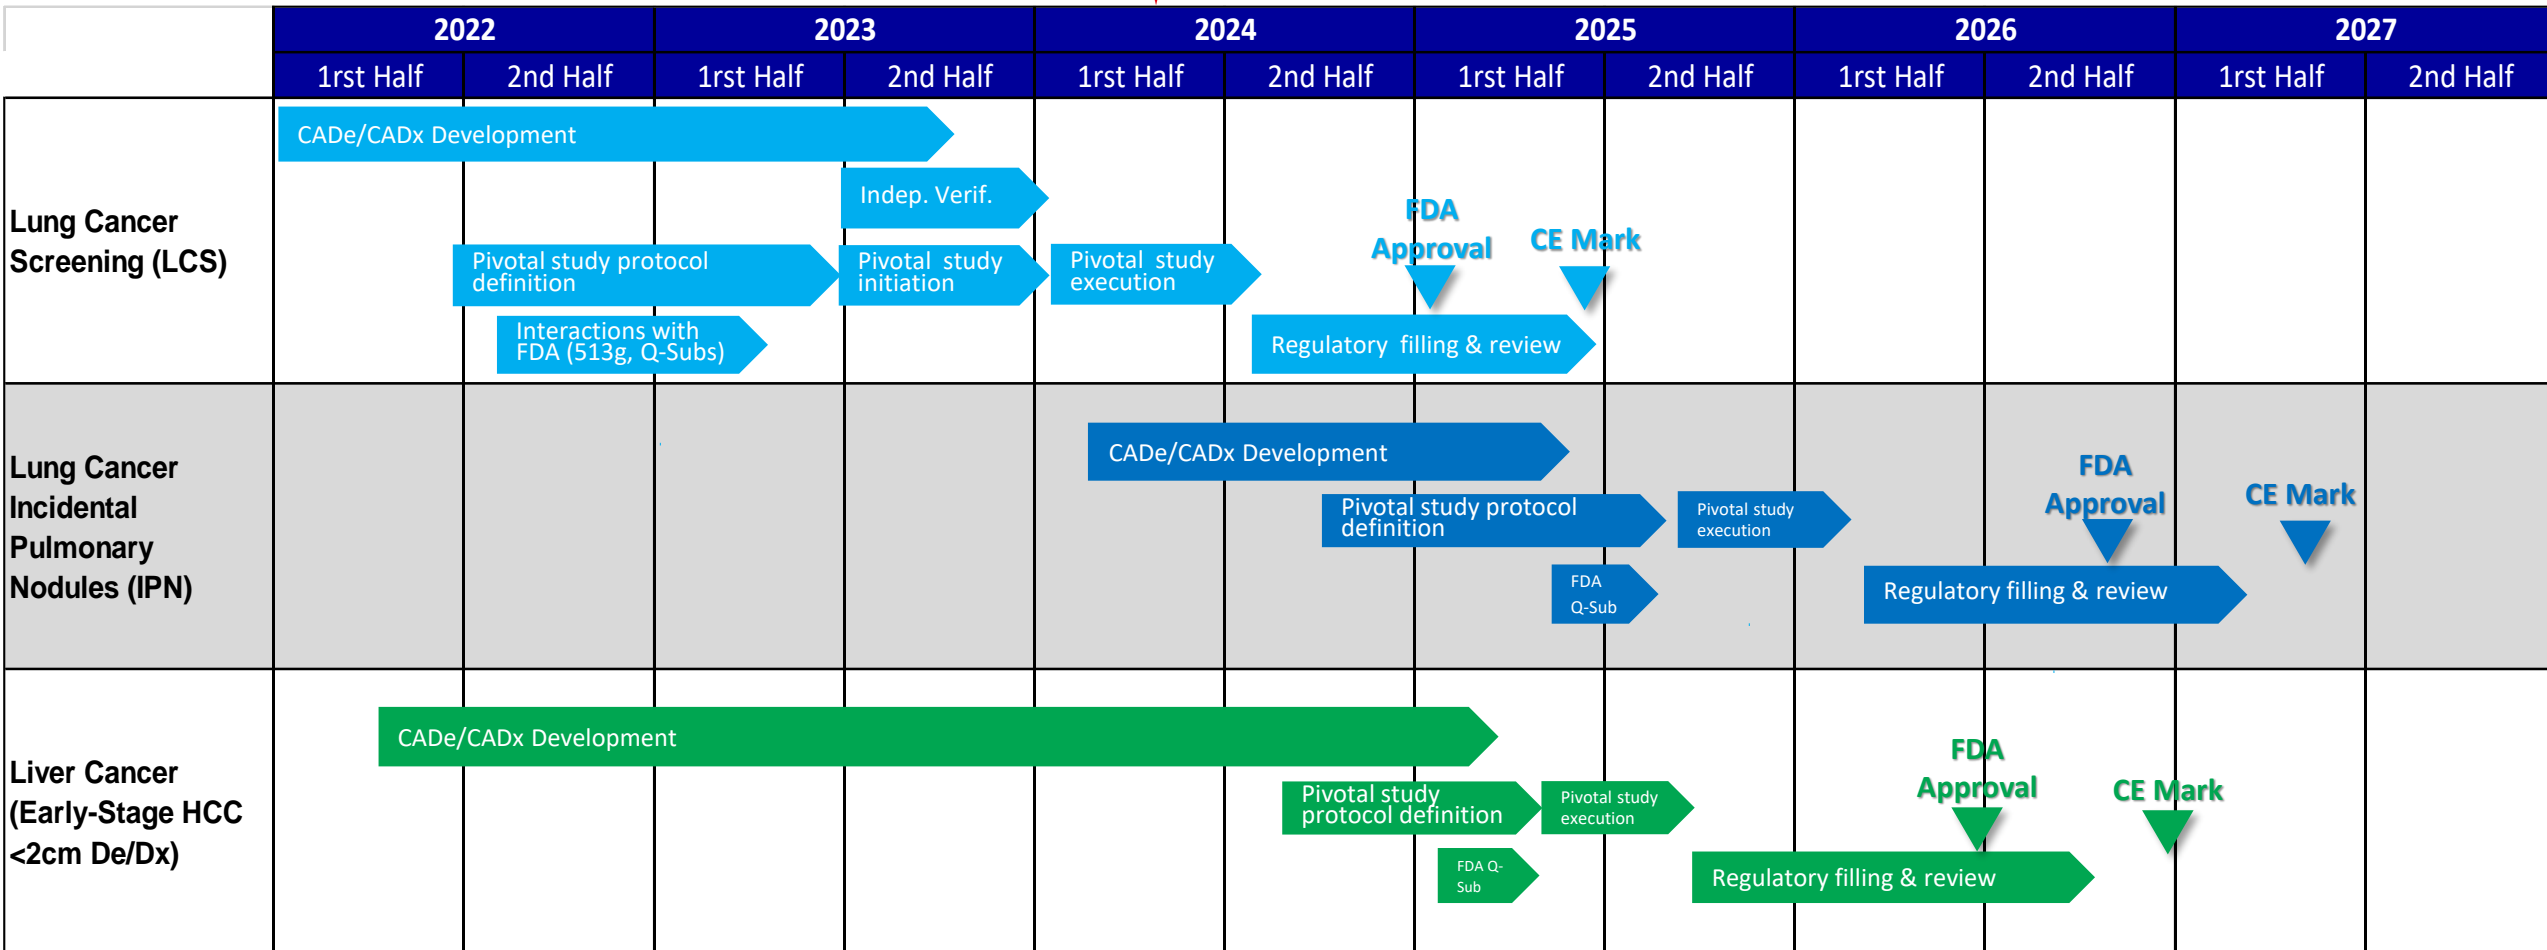 2022 2023 2024 2025 2026 2027
1rst Half 2nd Half 1rst Half 2nd Half 1rst Half 2nd Half 1rst Half 2nd Half 1rst Half 2nd Half 1rst Half 2nd Half
Lung Cancer
Screening (LCS)
CADe/CADx Development
Indep. Verif.
Pivotal study protocol
definition
Pivotal study
initiation
Pivotal study
execution
Interactions with
FDA (513g, Q-Subs)
Regulatory filling & review
FDA
Approval
CE Mark
Lung Cancer
Incidental
Pulmonary
Nodules (IPN)
CADe/CADx Development
Pivotal study protocol
definition
Pivotal study
execution
FDA
Q-Sub
Regulatory filling & review
FDA
Approval
CE Mark
Liver Cancer
(Early-Stage HCC
<2cm De/Dx)
CADe/CADx Development
Pivotal study
protocol definition
Pivotal study
execution
FDA Q-
Sub
Regulatory filling & review
FDA
Approval
CE Mark